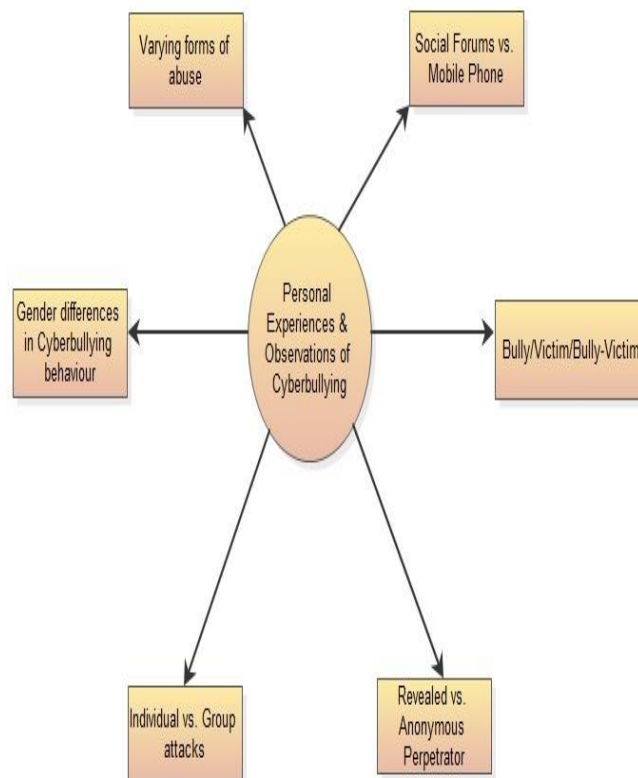 Varying forms of
abuse
Social Forums vs.
Mobile Phone
Personal
Experiences &
Observations of
Cyberbullying
Gender differences
in Cyberbullying
behaviour
Bully/Victim/Bully-Victim
Individual vs. Group
attacks
Revealed vs.
Anonymous
Perpetrator